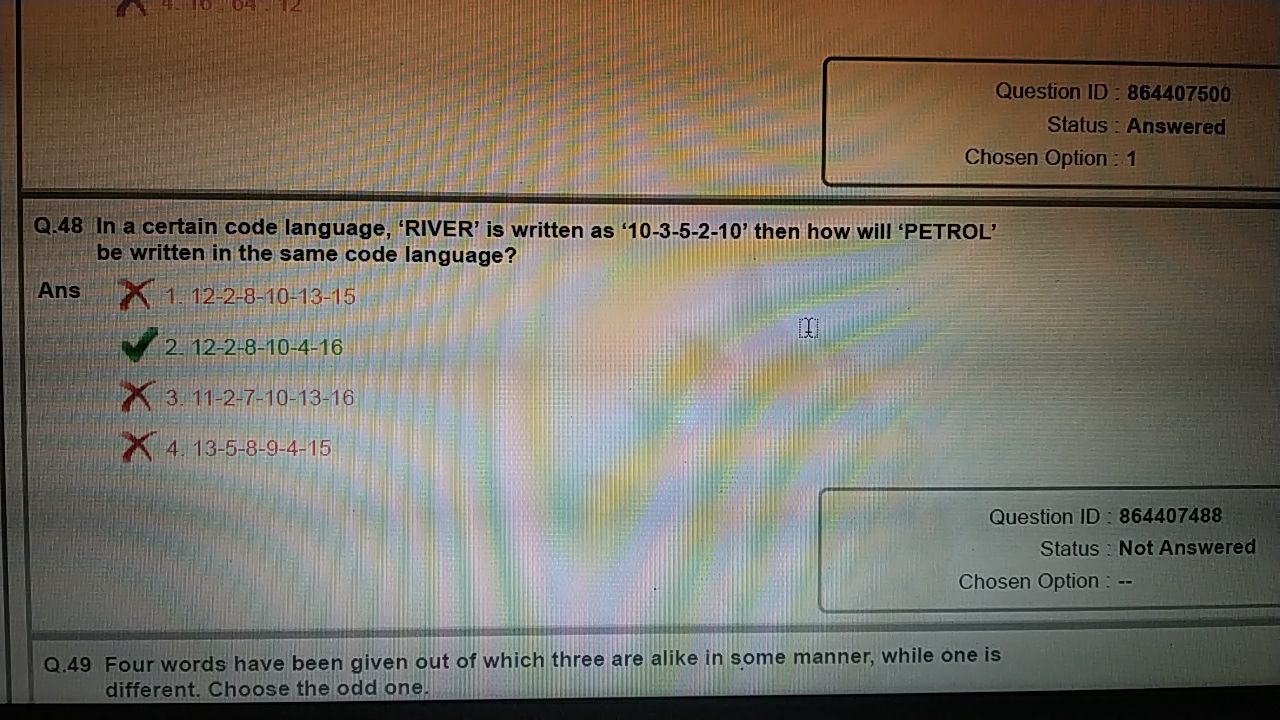 4. 16 : 64 : 12
Question ID : 864407500
Status : Answered
Chosen Option : 1
Q.48 In a certain code language, ‘RIVER’ is written as ‘10-3-5-2-10’ then how will ‘PETROL’
be written in the same code language?
Ans 1. 12-2-8-10-13-15
2. 12-2-8-10-4-16
3. 11-2-7-10-13-16
4. 13-5-8-9-4-15
Question ID : 864407488
Status : Not Answered
Chosen Option : --
Q.49 Four words have been given out of which three are alike in some manner, while one is
different. Choose the odd one.